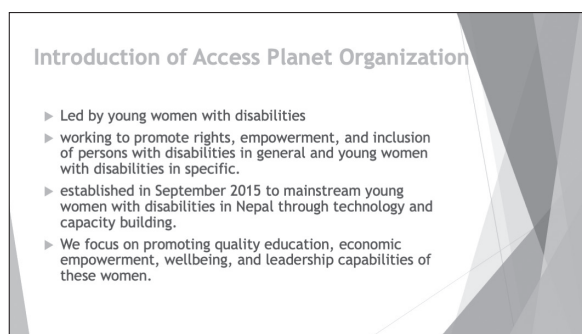 Introduction of Access Planet Organization
▶ Led by young women with disabilities
▶ working to promote rights, empowerment, and inclusion
of persons with disabilities in general and young women
with disabilities in specific.
▶ established in September 2015 to mainstream young
women with disabilities in Nepal through technology and
capacity building.
▶ We focus on promoting quality education, economic
empowerment, wellbeing, and leadership capabilities of
these women.